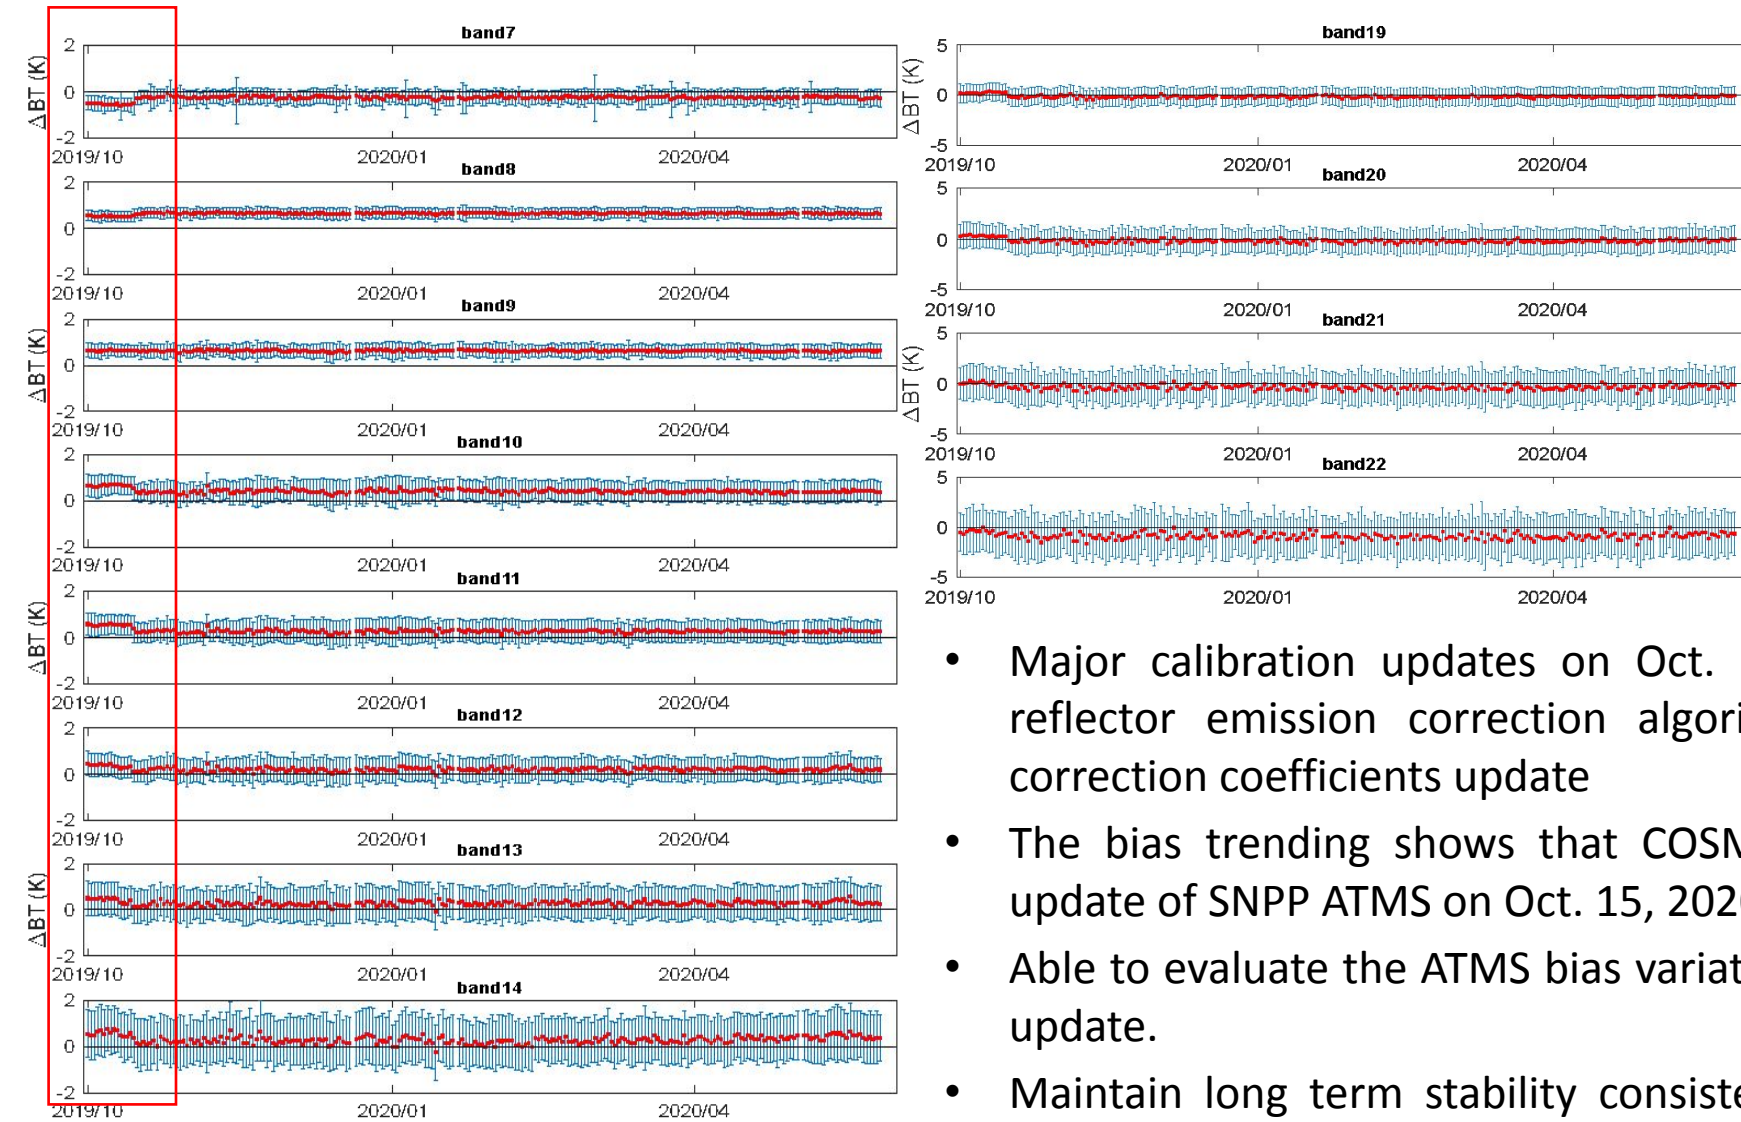 band7
2
0
-2
ΔBT (K)
2019/10
2020/01
2020/04
band8
2
0
-2
2019/10
2020/01
2020/04
band9
2
0
-2
ΔBT (K)
2019/10
2020/01
2020/04
band10
2
0
-2
2019/10
2020/01
2020/04
band11
2
0
-2
ΔBT (K)
2019/10
2020/01
2020/04
band12
2
0
-2
2019/10
2020/01
2020/04
band13
2
0
-2
ΔBT (K)
2019/10
2020/01
2020/04
band14
2
0
-2
2019/10
2020/01
2020/04
band19
5
0
-5
ΔBT (K)
2019/10
2020/01
2020/04
band20
5
0
-5
2019/10
2020/01
2020/04
band21
5
0
-5
ΔBT (K)
2019/10
2020/01
2020/04
band22
5
0
-5
2019/10
2020/01
2020/04
• Major calibration updates on Oct.
reflector emission correction algori
correction coefficients update
• The bias trending shows that COSM
update of SNPP ATMS on Oct. 15, 202
• Able to evaluate the ATMS bias variat
update.
• Maintain long term stability consiste